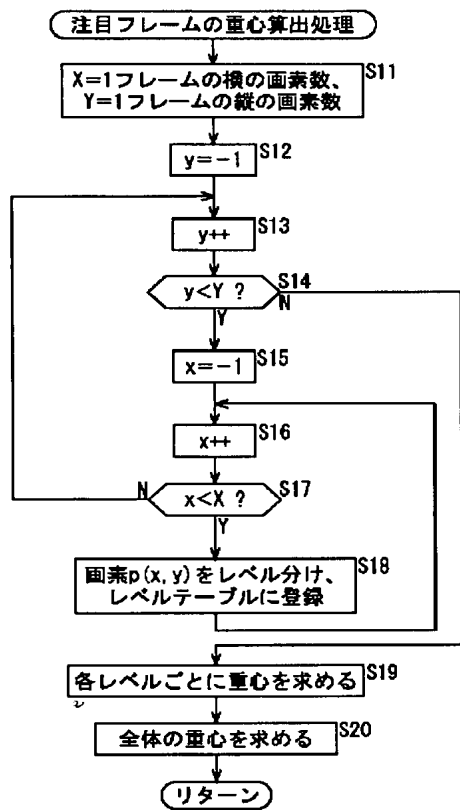 注目フレームの重心算出処理
S11
X=1フレームの横の画素数、
Y=1フレームの縦の画素数
S12
y=-1
S13
y++
S14
y<Y ?
N
Y
S15
x=-1
S16
x++
S17
N
x<X ?
Y
S18
画素p(x,y)をレベル分け、
レベルテーブルに登録
S19
各レベルごとに重心を求める
S20
全体の重心を求める
リターン